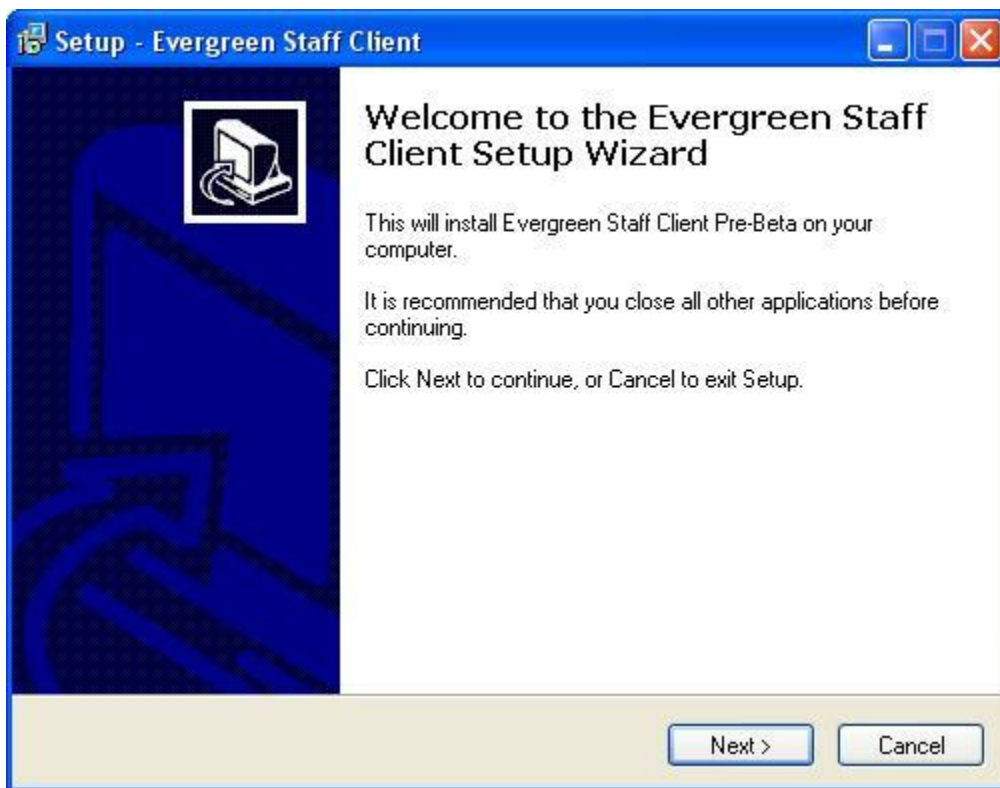 Setup - Evergreen Staff Client
Welcome to the Evergreen Staff
Client Setup Wizard
This will install Evergreen Staff Client Pre-Beta on your
computer.
It is recommended that you close all other applications before
continuing.
Click Next to continue, or Cancel to exit Setup.
Next >
Cancel